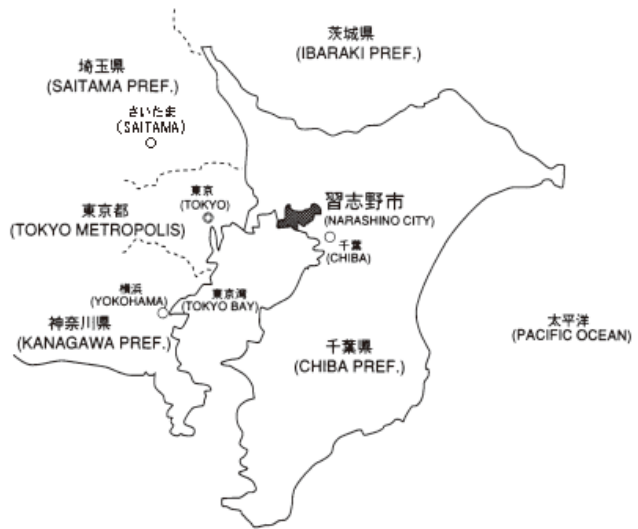 茨城県
(IBARAKI PREF.)
埼玉県
(SAITAMA PREF.)
さいたま
(SAITAMA)
東京
(TOKYO)
習志野市
(NARASHINO CITY)
東京都
(TOKYO METROPOLIS)
千葉
(CHIBA)
横浜
(YOKOHAMA)
東京湾
(TOKYO BAY)
神奈川県
(KANAGAWA PREF.)
太平洋
(PACIFIC OCEAN)
千葉県
(CHIBA PREF.)